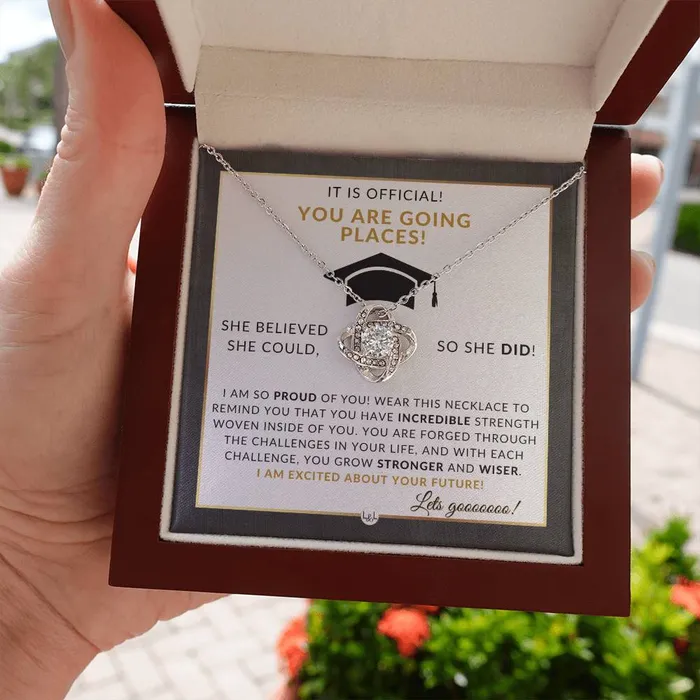 IT IS OFFICIAL!
YOU ARE GOING
PLACES!
SHE BELIEVED
SHE COULD,
SO SHE DID!
I AM SO PROUD OF YOU! WEAR THIS NECKLACE TO
REMIND YOU THAT YOU HAVE INCREDIBLE STRENGTH
WOVEN INSIDE OF YOU. YOU ARE FORGED THROUGH
THE CHALLENGES IN YOUR LIFE, AND WITH EACH
CHALLENGE, YOU GROW STRONGER AND WISER.
I AM EXCITED ABOUT YOUR FUTURE!
Lets gooooooo!
L&L